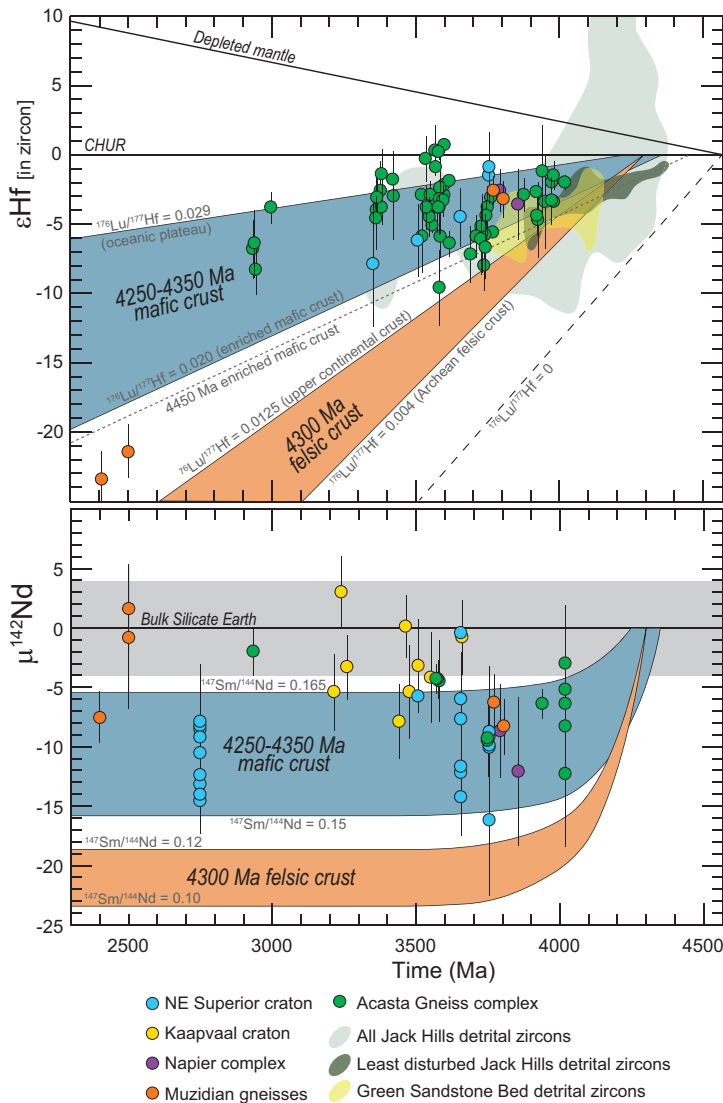 10
5
0
-5
-10
-15
-20
εHf [in zircon]
Depleted mantle
CHUR
¹⁷⁶Lu/¹⁷⁷Hf = 0.029
(oceanic plateau)
4250-4350 Ma
mafic crust
¹⁷⁶Lu/¹⁷⁷Hf = 0.020 (enriched mafic crust)
4450 Ma enriched mafic crust
⁷⁶Lu/¹⁷⁷Hf = 0.0125 (upper continental crust)
4300 Ma
felsic crust
¹⁷⁶Lu/¹⁷⁷Hf = 0.004 (Archean felsic crust)
¹⁷⁶Lu/¹⁷⁷Hf = 0
5
0
-5
-10
-15
-20
-25
μ¹⁴²Nd
Bulk Silicate Earth
¹⁴⁷Sm/¹⁴⁴Nd = 0.165
4250-4350 Ma
mafic crust
¹⁴⁷Sm/¹⁴⁴Nd = 0.15
¹⁴⁷Sm/¹⁴⁴Nd = 0.12
4300 Ma felsic crust
¹⁴⁷Sm/¹⁴⁴Nd = 0.10
2500 3000 3500 4000 4500
Time (Ma)
NE Superior craton
Kaapvaal craton
Napier complex
Muzidian gneisses
Acasta Gneiss complex
All Jack Hills detrital zircons
Least disturbed Jack Hills detrital zircons
Green Sandstone Bed detrital zircons